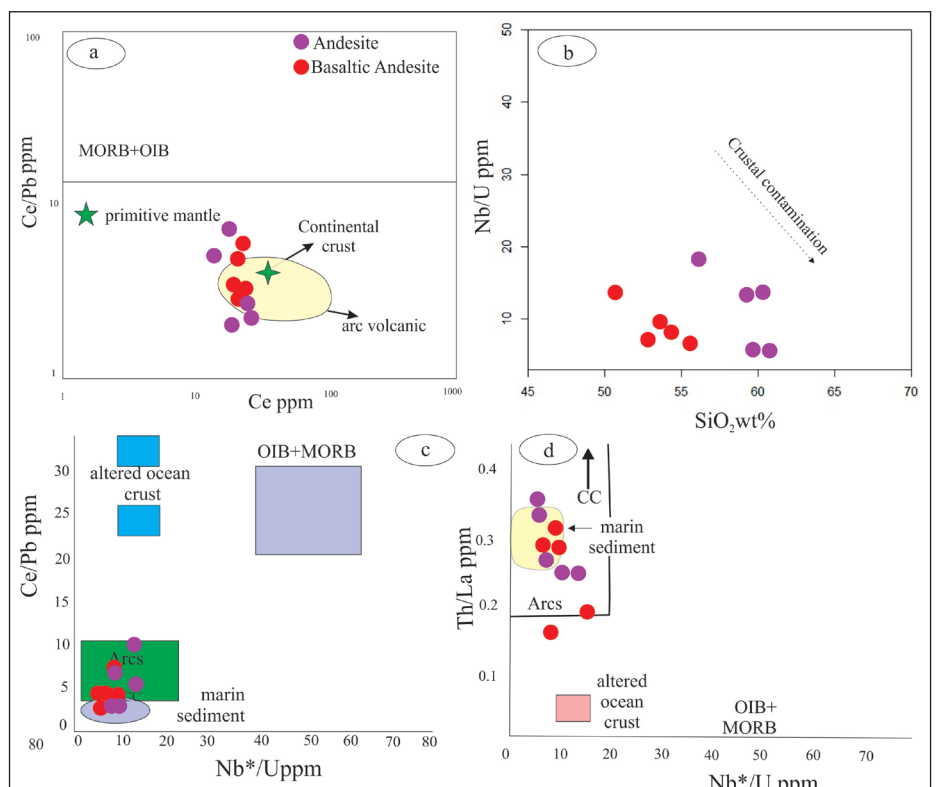 a
Andesite
Basaltic Andesite
100
10
1
Ce/Pb ppm
MORB+OIB
primitive mantle
Continental
crust
arc volcanic
1
10
100
1000
Ce ppm
b
50
40
30
20
10
Nb/U ppm
Crustal contamination
45
50
55
60
65
70
SiO₂wt%
c
OIB+MORB
altered ocean
crust
30
25
20
15
10
5
0
Ce/Pb ppm
Arcs
marin
sediment
80
0
10
20
30
40
50
60
70
80
Nb*/Uppm
d
CC
marin
sediment
0.4
0.3
0.2
0.1
Th/La ppm
Arcs
altered
ocean
crust
OIB+
MORB
0
10
20
30
40
50
60
70
Nb*/U ppm